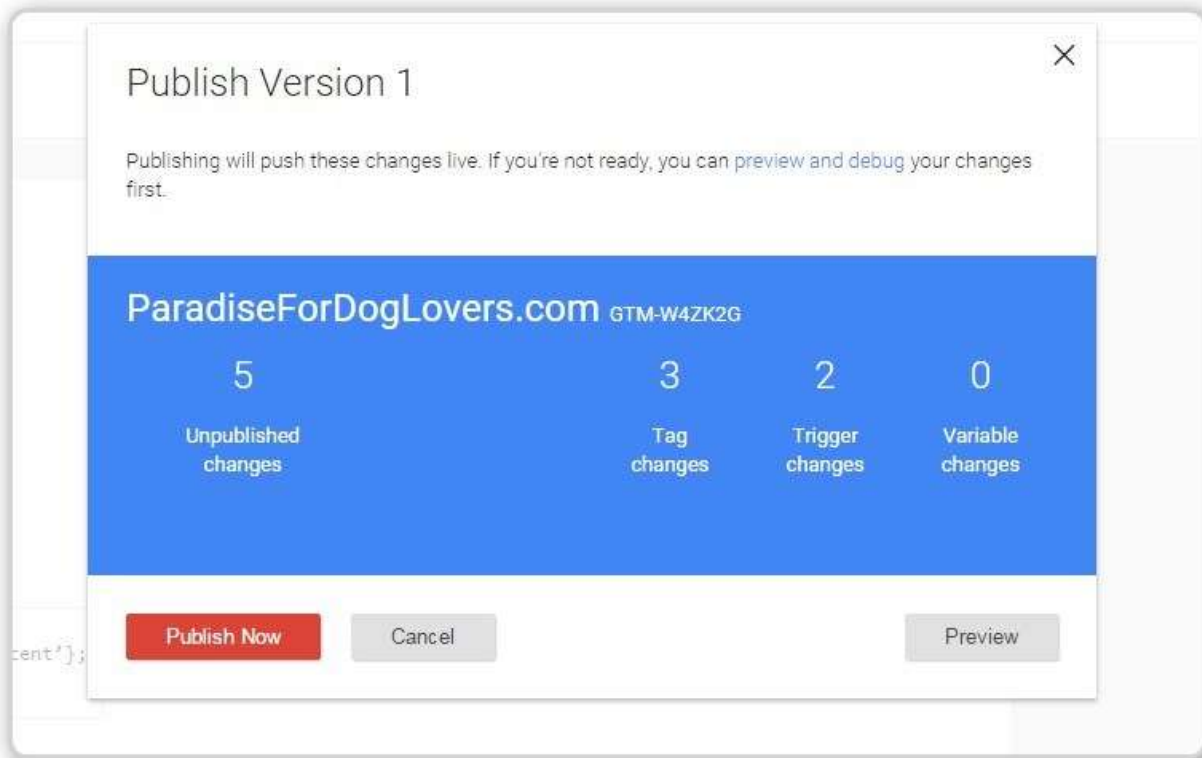 Publish Version 1
Publishing will push these changes live. If you're not ready, you can preview and debug your changes
first.
ParadiseForDogLovers.com GTM-W4ZK2G
5 3 2 0
Unpublished Tag Trigger Variable
changes changes changes changes
Publish Now Cancel Preview
tent’};